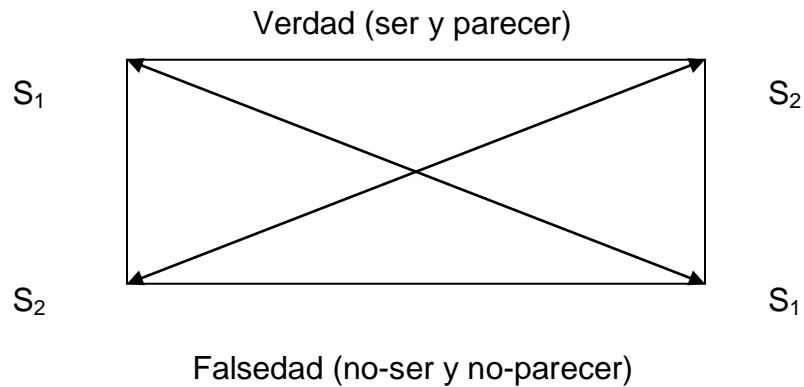 Verdad (ser y parecer)
S₁ S₂
S₂ S₁
Falsedad (no-ser y no-parecer)